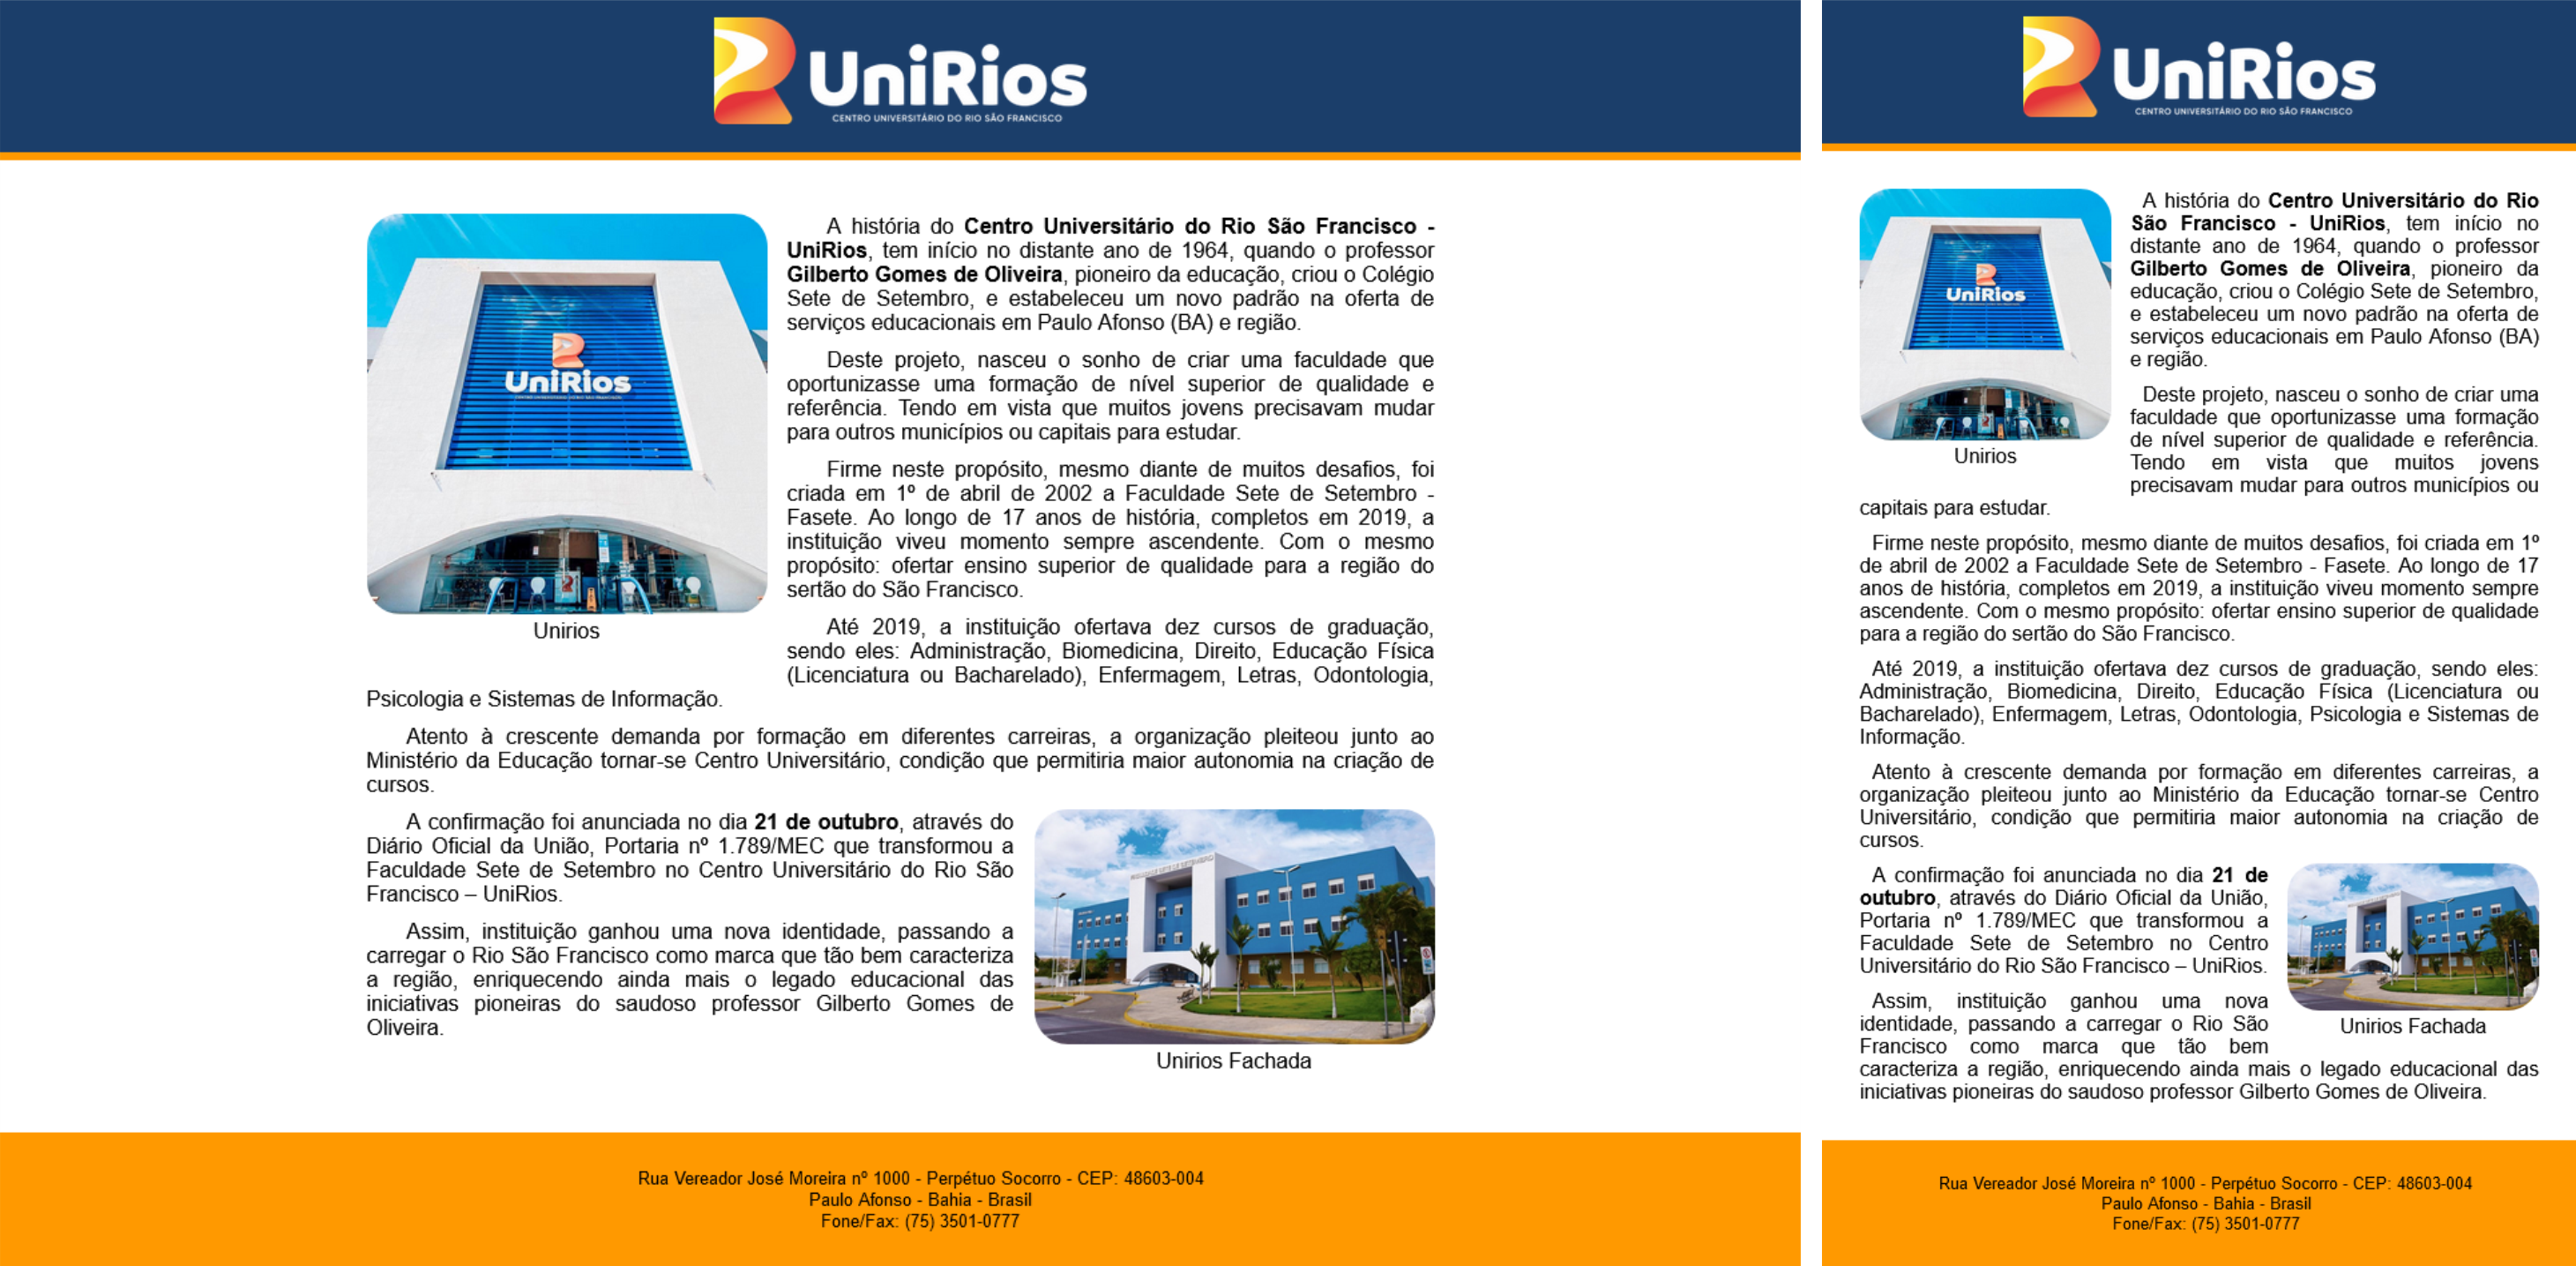 UniRios
CENTRO UNIVERSITÁRIO DO RIO SÃO FRANCISCO
UniRios
Unirios
A história do Centro Universitário do Rio São Francisco -
UniRios, tem início no distante ano de 1964, quando o professor
Gilberto Gomes de Oliveira, pioneiro da educação, criou o Colégio
Sete de Setembro, e estabeleceu um novo padrão na oferta de
serviços educacionais em Paulo Afonso (BA) e região.
Deste projeto, nasceu o sonho de criar uma faculdade que
oportunizasse uma formação de nível superior de qualidade e
referência. Tendo em vista que muitos jovens precisavam mudar
para outros municípios ou capitais para estudar.
Firme neste propósito, mesmo diante de muitos desafios, foi
criada em 1º de abril de 2002 a Faculdade Sete de Setembro -
Fasete. Ao longo de 17 anos de história, completos em 2019, a
instituição viveu momento sempre ascendente. Com o mesmo
propósito: ofertar ensino superior de qualidade para a região do
sertão do São Francisco.
Até 2019, a instituição ofertava dez cursos de graduação,
sendo eles: Administração, Biomedicina, Direito, Educação Física
(Licenciatura ou Bacharelado), Enfermagem, Letras, Odontologia,
Psicologia e Sistemas de Informação.
Atento à crescente demanda por formação em diferentes carreiras, a organização pleiteou junto ao
Ministério da Educação tornar-se Centro Universitário, condição que permitiria maior autonomia na criação de
cursos.
A confirmação foi anunciada no dia 21 de outubro, através do
Diário Oficial da União, Portaria nº 1.789/MEC que transformou a
Faculdade Sete de Setembro no Centro Universitário do Rio São
Francisco – UniRios.
Assim, instituição ganhou uma nova identidade, passando a
carregar o Rio São Francisco como marca que tão bem caracteriza
a região, enriquecendo ainda mais o legado educacional das
iniciativas pioneiras do saudoso professor Gilberto Gomes de
Oliveira.
Unirios Fachada
Rua Vereador José Moreira nº 1000 - Perpétuo Socorro - CEP: 48603-004
Paulo Afonso - Bahia - Brasil
Fone/Fax: (75) 3501-0777
UniRios
CENTRO UNIVERSITÁRIO DO RIO SÃO FRANCISCO
UniRios
Unirios
A história do Centro Universitário do Rio
São Francisco - UniRios, tem início no
distante ano de 1964, quando o professor
Gilberto Gomes de Oliveira, pioneiro da
educação, criou o Colégio Sete de Setembro,
e estabeleceu um novo padrão na oferta de
serviços educacionais em Paulo Afonso (BA)
e região.
Deste projeto, nasceu o sonho de criar uma
faculdade que oportunizasse uma formação
de nível superior de qualidade e referência.
Tendo em vista que muitos jovens
precisavam mudar para outros municípios ou
capitais para estudar.
Firme neste propósito, mesmo diante de muitos desafios, foi criada em 1º
de abril de 2002 a Faculdade Sete de Setembro - Fasete. Ao longo de 17
anos de história, completos em 2019, a instituição viveu momento sempre
ascendente. Com o mesmo propósito: ofertar ensino superior de qualidade
para a região do sertão do São Francisco.
Até 2019, a instituição ofertava dez cursos de graduação, sendo eles:
Administração, Biomedicina, Direito, Educação Física (Licenciatura ou
Bacharelado), Enfermagem, Letras, Odontologia, Psicologia e Sistemas de
Informação.
Atento à crescente demanda por formação em diferentes carreiras, a
organização pleiteou junto ao Ministério da Educação tornar-se Centro
Universitário, condição que permitiria maior autonomia na criação de
cursos.
A confirmação foi anunciada no dia 21 de
outubro, através do Diário Oficial da União,
Portaria nº 1.789/MEC que transformou a
Faculdade Sete de Setembro no Centro
Universitário do Rio São Francisco – UniRios.
Assim, instituição ganhou uma nova
identidade, passando a carregar o Rio São
Francisco como marca que tão bem
caracteriza a região, enriquecendo ainda mais o legado educacional das
iniciativas pioneiras do saudoso professor Gilberto Gomes de Oliveira.
Unirios Fachada
Rua Vereador José Moreira nº 1000 - Perpétuo Socorro - CEP: 48603-004
Paulo Afonso - Bahia - Brasil
Fone/Fax: (75) 3501-0777